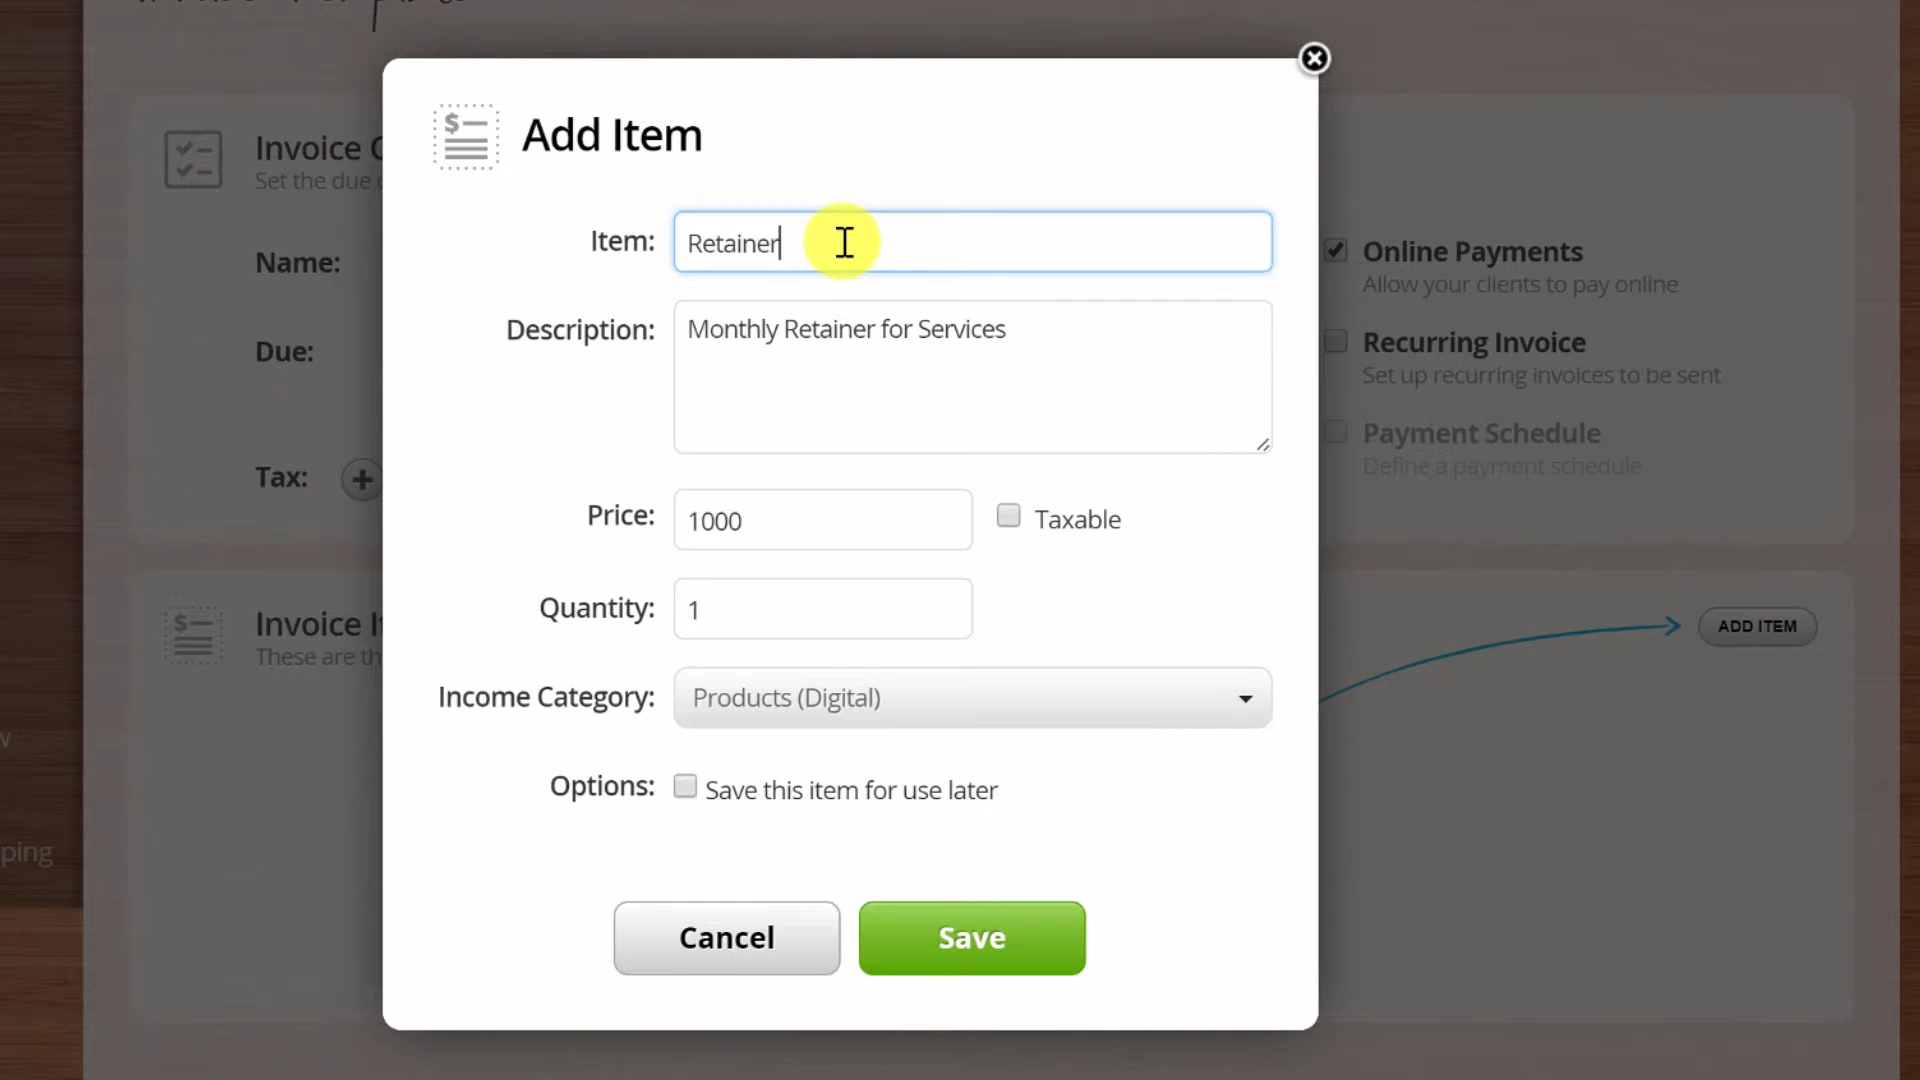 Add Item
Item: Retainer
Description: Monthly Retainer for Services
Price: 1000 Taxable
Quantity: 1
Income Category: Products (Digital)
Options: Save this item for use later
Cancel Save
Invoice
Set the due
Name:
Due:
Tax:
Online Payments
Allow your clients to pay online
Recurring Invoice
Set up recurring invoices to be sent
Payment Schedule
Define a payment schedule
Invoice
These are
ADD ITEM
ping